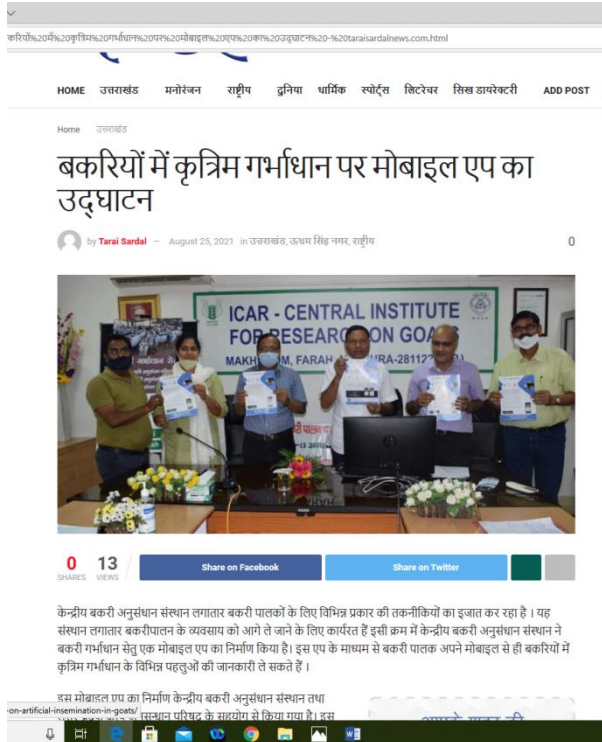 करियों%20में%20कृत्रिम%20गर्भाधान%20पर%20मोबाइल%20एप%20का%20उद्घाटन%20-%20taraisardalnews.com.html
HOME उत्तराखंड मनोरंजन राष्ट्रीय दुनिया धार्मिक स्पोर्ट्स लिटरेचर सिख डायरेक्टरी ADD POST
Home उत्तराखंड
बकरियों में कृत्रिम गर्भाधान पर मोबाइल एप का
उद्घाटन
by Tarai Sardal – August 25, 2021 in उत्तराखंड, ऊधम सिंह नगर, राष्ट्रीय 0
ICAR - CENTRAL INSTITUTE
FOR RESEARCH ON GOA
MAKH OM, FARAH
0 13
SHARES VIEWS
Share on Facebook Share on Twitter
केन्द्रीय बकरी अनुसंधान संस्थान लगातार बकरी पालकों के लिए विभिन्न प्रकार की तकनीकियों का इजात कर रहा है । यह
संस्थान लगातार बकरीपालन के व्यवसाय को आगे ले जाने के लिए कार्यरत हैं इसी क्रम में केन्द्रीय बकरी अनुसंधान संस्थान ने
बकरी गर्भाधान सेतु एक मोबाइल एप का निर्माण किया है। इस एप के माध्यम से बकरी पालक अपने मोबाइल से ही बकरियों में
कृत्रिम गर्भाधान के विभिन्न पहलुओं की जानकारी ले सकते हैं ।
इस मोबाइल एप का निर्माण केन्द्रीय बकरी अनुसंधान संस्थान तथा
परिषद के सहयोग से किया गया है। इस
-on-artificial-insemination-in-goats/